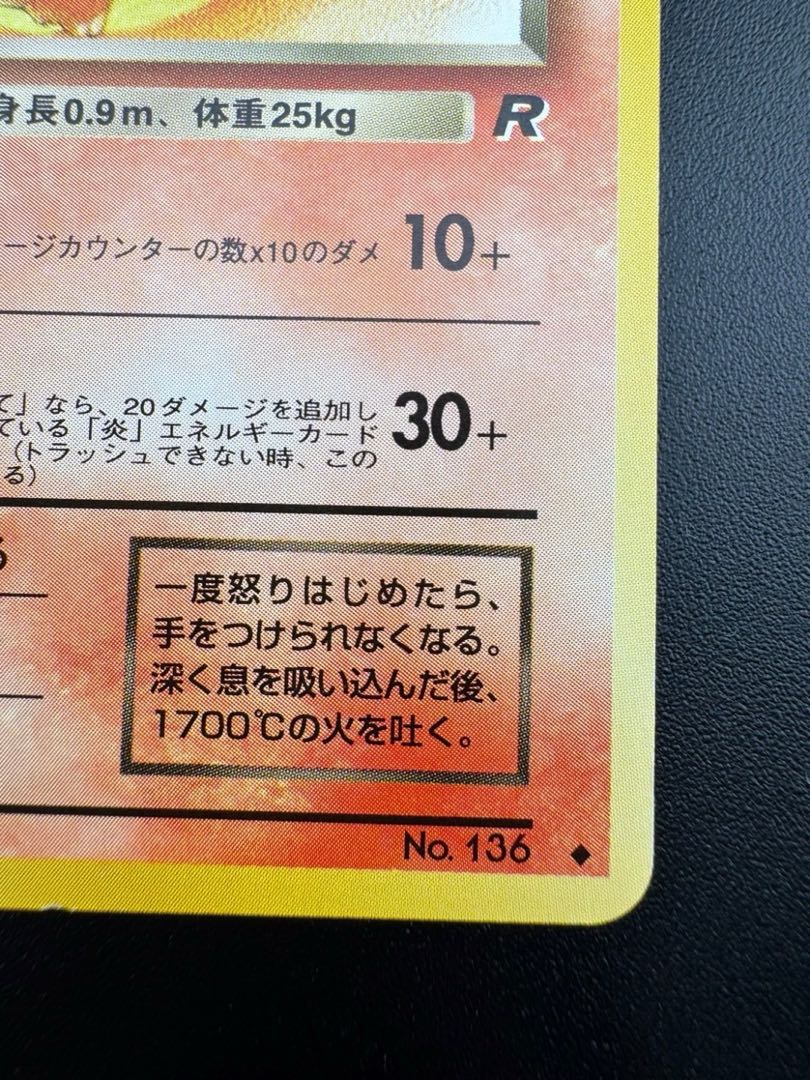 身長0.9m、体重25kg
R
ージカウンターの数x10のダメ 10+
て」なら、20ダメージを追加し
ている「炎」エネルギーカード 30+
(トラッシュできない時、この
る)
一度怒りはじめたら、
手をつけられなくなる。
深く息を吸い込んだ後、
1700℃の火を吐く。
No. 136 ◆